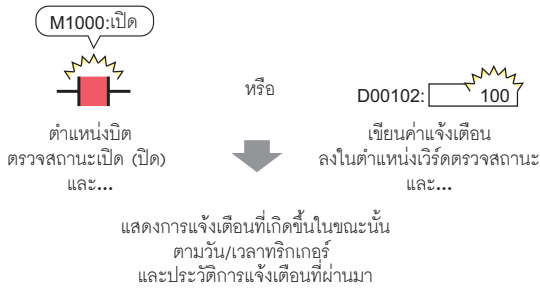 M1000:เปิด
หรือ
D00102: 100
ตำแหน่งบิต
ตรวจสถานะเปิด (ปิด)
และ...
เขียนค่าแจ้งเตือน
ลงในตำแหน่งเวิร์ดตรวจสถานะ
และ...
แสดงการแจ้งเตือนที่เกิดขึ้นในขณะนั้น
ตามวัน/เวลาทริกเกอร์
และประวัติการแจ้งเตือนที่ผ่านมา